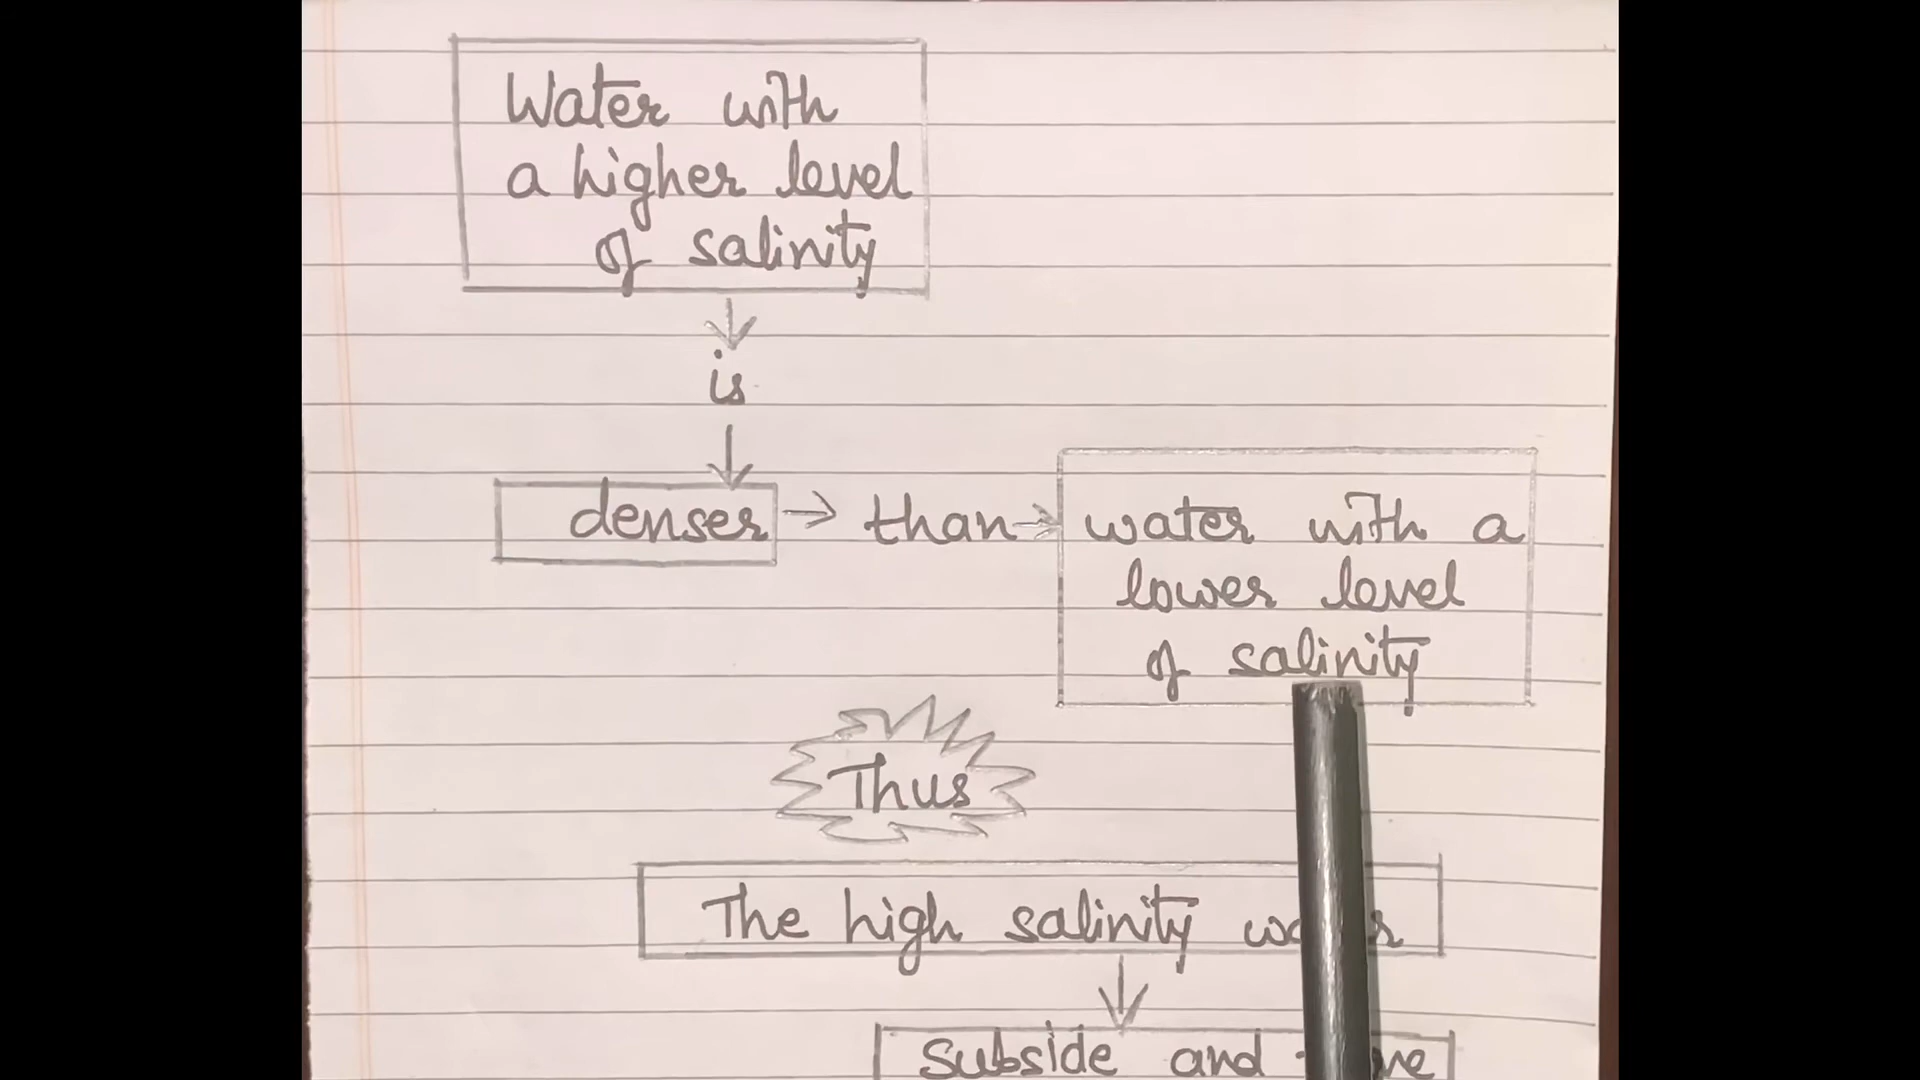 Water with
a higher level
of salinity
is
denser than water with a
lower level
of salinity
Thus
The high salinity
Subside and